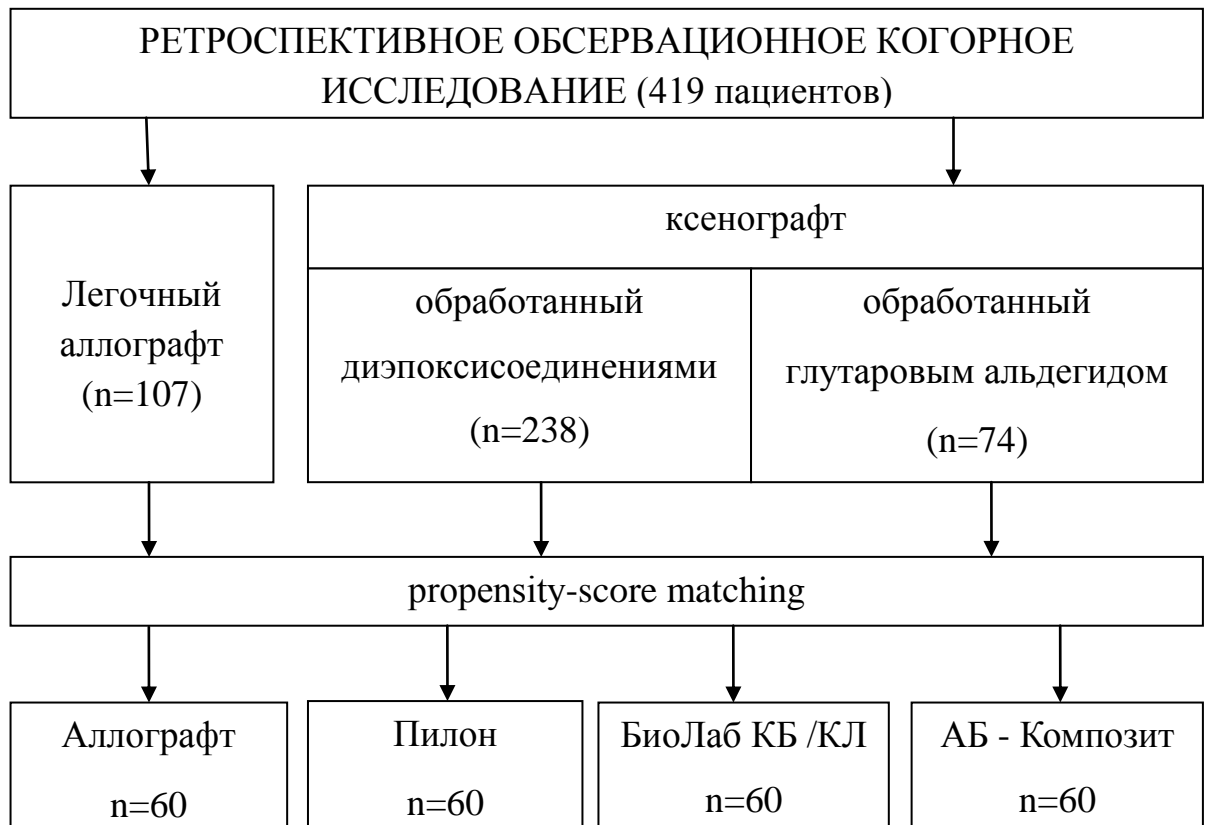 РЕТРОСПЕКТИВНОЕ ОБСЕРВАЦИОННОЕ КОГОРНОЕ
ИССЛЕДОВАНИЕ (419 пациентов)
Легочный
аллографт
(n=107)
ксенографт
обработанный
диэпоксисоединениями
(n=238)
обработанный
глутаровым альдегидом
(n=74)
propensity-score matching
Аллографт
n=60
Пилон
n=60
БиоЛаб КБ /КЛ
n=60
АБ - Композит
n=60